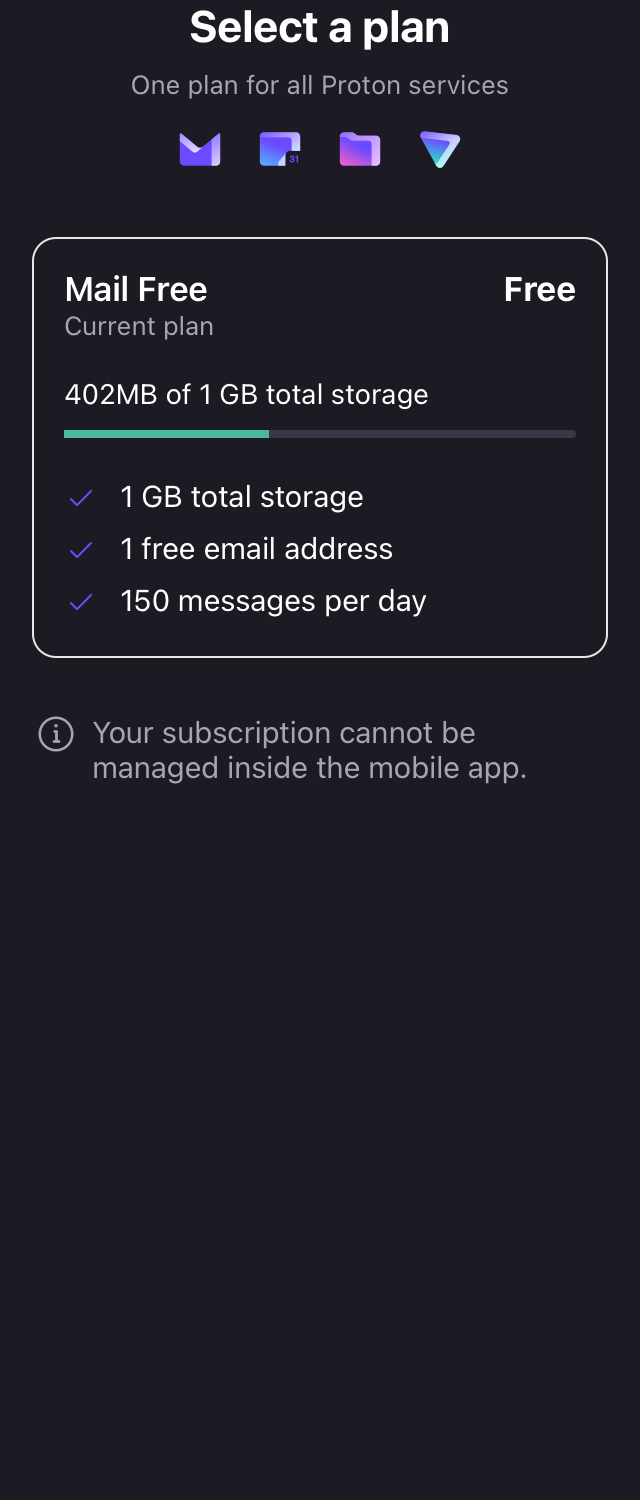 Select a plan
One plan for all Proton services
31
Mail Free
Free
Current plan
402MB of 1 GB total storage
1 GB total storage
1 free email address
150 messages per day
Your subscription cannot be
managed inside the mobile app.